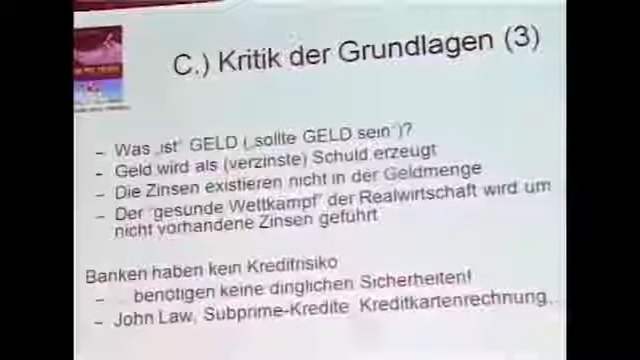 C.) Kritik der Grundlagen (3)
– Was „ist“ GELD („sollte GELD sein“)?
– Geld wird als (verzinste) Schuld erzeugt
– Die Zinsen existieren nicht in der Geldmenge
– Der “gesunde Wettkampf” der Realwirtschaft wird um
nicht vorhandene Zinsen geführt
Banken haben kein Kreditrisiko
– benötigen keine dinglichen Sicherheiten!
– John Law, Subprime-Kredite Kreditkartenrechnung...